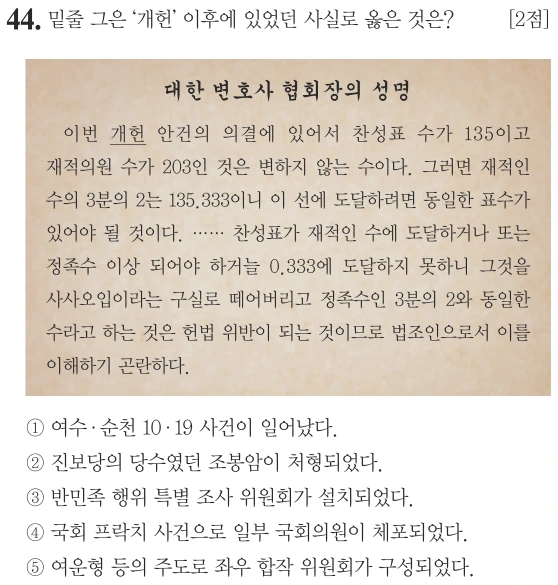 44. 밑줄 그은 ‘개헌’ 이후에 있었던 사실로 옳은 것은? [2점]
대한 변호사 협회장의 성명
이번 개헌 안건의 의결에 있어서 찬성표 수가 135이고
재적의원 수가 203인 것은 변하지 않는 수이다. 그러면 재적인
수의 3분의 2는 135.333이니 이 선에 도달하려면 동일한 표수가
있어야 될 것이다. …… 찬성표가 재적인 수에 도달하거나 또는
정족수 이상 되어야 하거늘 0.333에 도달하지 못하니 그것을
사사오입이라는 구실로 떼어버리고 정족수인 3분의 2와 동일한
수라고 하는 것은 헌법 위반이 되는 것이므로 법조인으로서 이를
이해하기 곤란하다.
① 여수·순천 10·19 사건이 일어났다.
② 진보당의 당수였던 조봉암이 처형되었다.
③ 반민족 행위 특별 조사 위원회가 설치되었다.
④ 국회 프락치 사건으로 일부 국회의원이 체포되었다.
⑤ 여운형 등의 주도로 좌우 합작 위원회가 구성되었다.